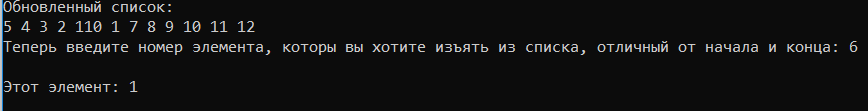 Обновленный список:
5 4 3 2 110 1 7 8 9 10 11 12
Теперь введите номер элемента, которы вы хотите изъять из списка, отличный от начала и конца: 6
Этот элемент: 1